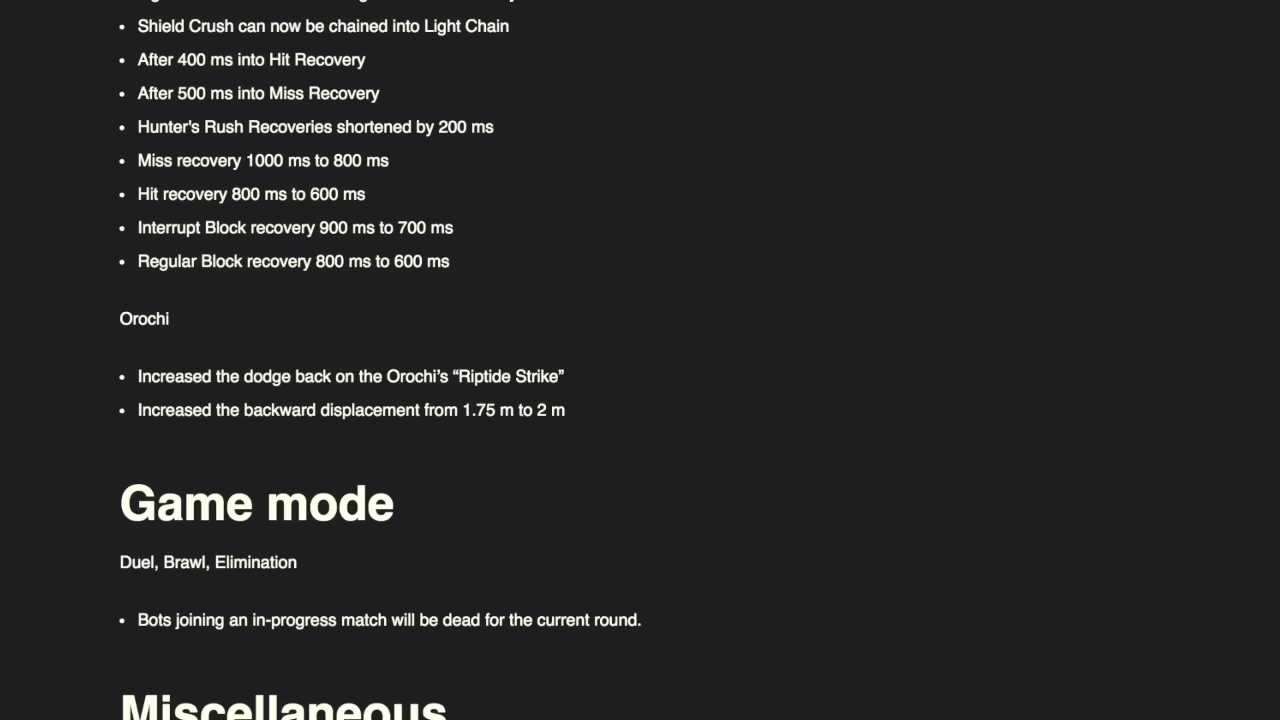 Shield Crush can now be chained into Light Chain
After 400 ms into Hit Recovery
After 500 ms into Miss Recovery
Hunter's Rush Recoveries shortened by 200 ms
Miss recovery 1000 ms to 800 ms
Hit recovery 800 ms to 600 ms
Interrupt Block recovery 900 ms to 700 ms
Regular Block recovery 800 ms to 600 ms
Orochi
Increased the dodge back on the Orochi’s “Riptide Strike”
Increased the backward displacement from 1.75 m to 2 m
Game mode
Duel, Brawl, Elimination
Bots joining an in-progress match will be dead for the current round.
Miscellaneous